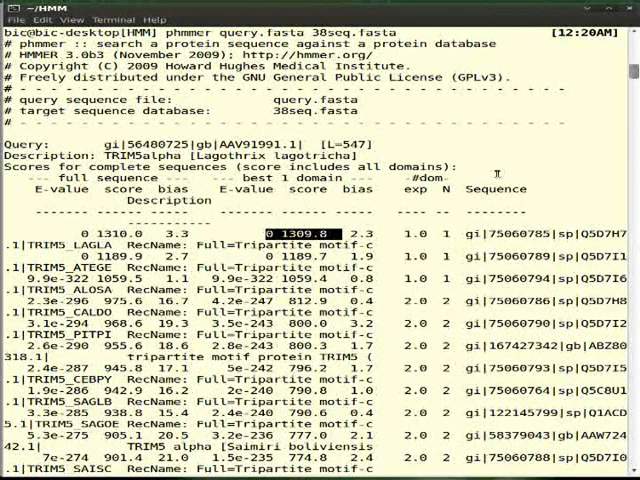 ~/HMM
File Edit View Terminal Help
bic@bic-desktop[HMM] phmmer query.fasta 38seq.fasta [12:20AM]
# phmmer :: search a protein sequence against a protein database
# HMMER 3.0b3 (November 2009); http://hmmer.org/
# Copyright (C) 2009 Howard Hughes Medical Institute.
# Freely distributed under the GNU General Public License (GPLv3).
# - - - - - - - - - - - - - - - - - - - - - - - - - - - - - - - - - - - -
# query sequence file: query.fasta
# target sequence database: 38seq.fasta
# - - - - - - - - - - - - - - - - - - - - - - - - - - - - - - - - - - - -
Query: gi|56480725|gb|AAV91991.1| [L=547]
Description: TRIM5alpha [Lagothrix lagotricha]
Scores for complete sequences (score includes all domains):
--- full sequence --- --- best 1 domain --- -#dom-
E-value score bias E-value score bias exp N Sequence
Description
------- ------ ----- ------- ------ ----- ---- -- --------
-----------
0 1310.0 3.3 0 1309.8 2.3 1.0 1 gi|75060785|sp|Q5D7H7
.1|TRIM5_LAGLA RecName: Full=Tripartite motif-c
0 1189.9 2.7 0 1189.7 1.9 1.0 1 gi|75060789|sp|Q5D7I1
.1|TRIM5_ATEGE RecName: Full=Tripartite motif-c
9.9e-322 1059.5 1.1 1.1e-321 1059.4 0.8 1.0 1 gi|75060794|sp|Q5D7I6
.1|TRIM5_ALOSA RecName: Full=Tripartite motif-c
2.3e-296 975.6 16.7 4.2e-247 812.9 0.4 2.0 2 gi|75060786|sp|Q5D7H8
.1|TRIM5_CALDO RecName: Full=Tripartite motif-c
3.1e-294 968.6 19.3 3.5e-243 800.0 3.2 2.0 2 gi|75060790|sp|Q5D7I2
.1|TRIM5_PITPI RecName: Full=Tripartite motif-c
2.6e-290 955.6 18.6 2.8e-243 800.3 1.7 2.0 2 gi|167427342|gb|ABZ80
318.1| tripartite motif protein TRIM5 (
2.4e-287 945.8 17.1 5e-242 796.2 1.7 2.0 2 gi|75060793|sp|Q5D7I5
.1|TRIM5_CEBPY RecName: Full=Tripartite motif-c
1.9e-286 942.9 16.2 2e-240 790.8 1.0 2.0 2 gi|75060764|sp|Q5C8U1
.1|TRIM5_SAGLB RecName: Full=Tripartite motif-c
3.3e-285 938.8 15.4 2.4e-240 790.6 0.4 2.0 2 gi|122145799|sp|Q1ACD
5.1|TRIM5_SAGOE RecName: Full=Tripartite motif-c
5.3e-275 905.1 20.5 3.2e-236 777.0 2.1 2.0 2 gi|58379043|gb|AAW724
42.1| TRIM5 alpha [Saimiri boliviensis
7e-274 901.4 21.0 1.5e-235 774.8 2.4 2.0 2 gi|75060788|sp|Q5D7I0
.1|TRIM5_SAISC RecName: Full=Tripartite motif-c